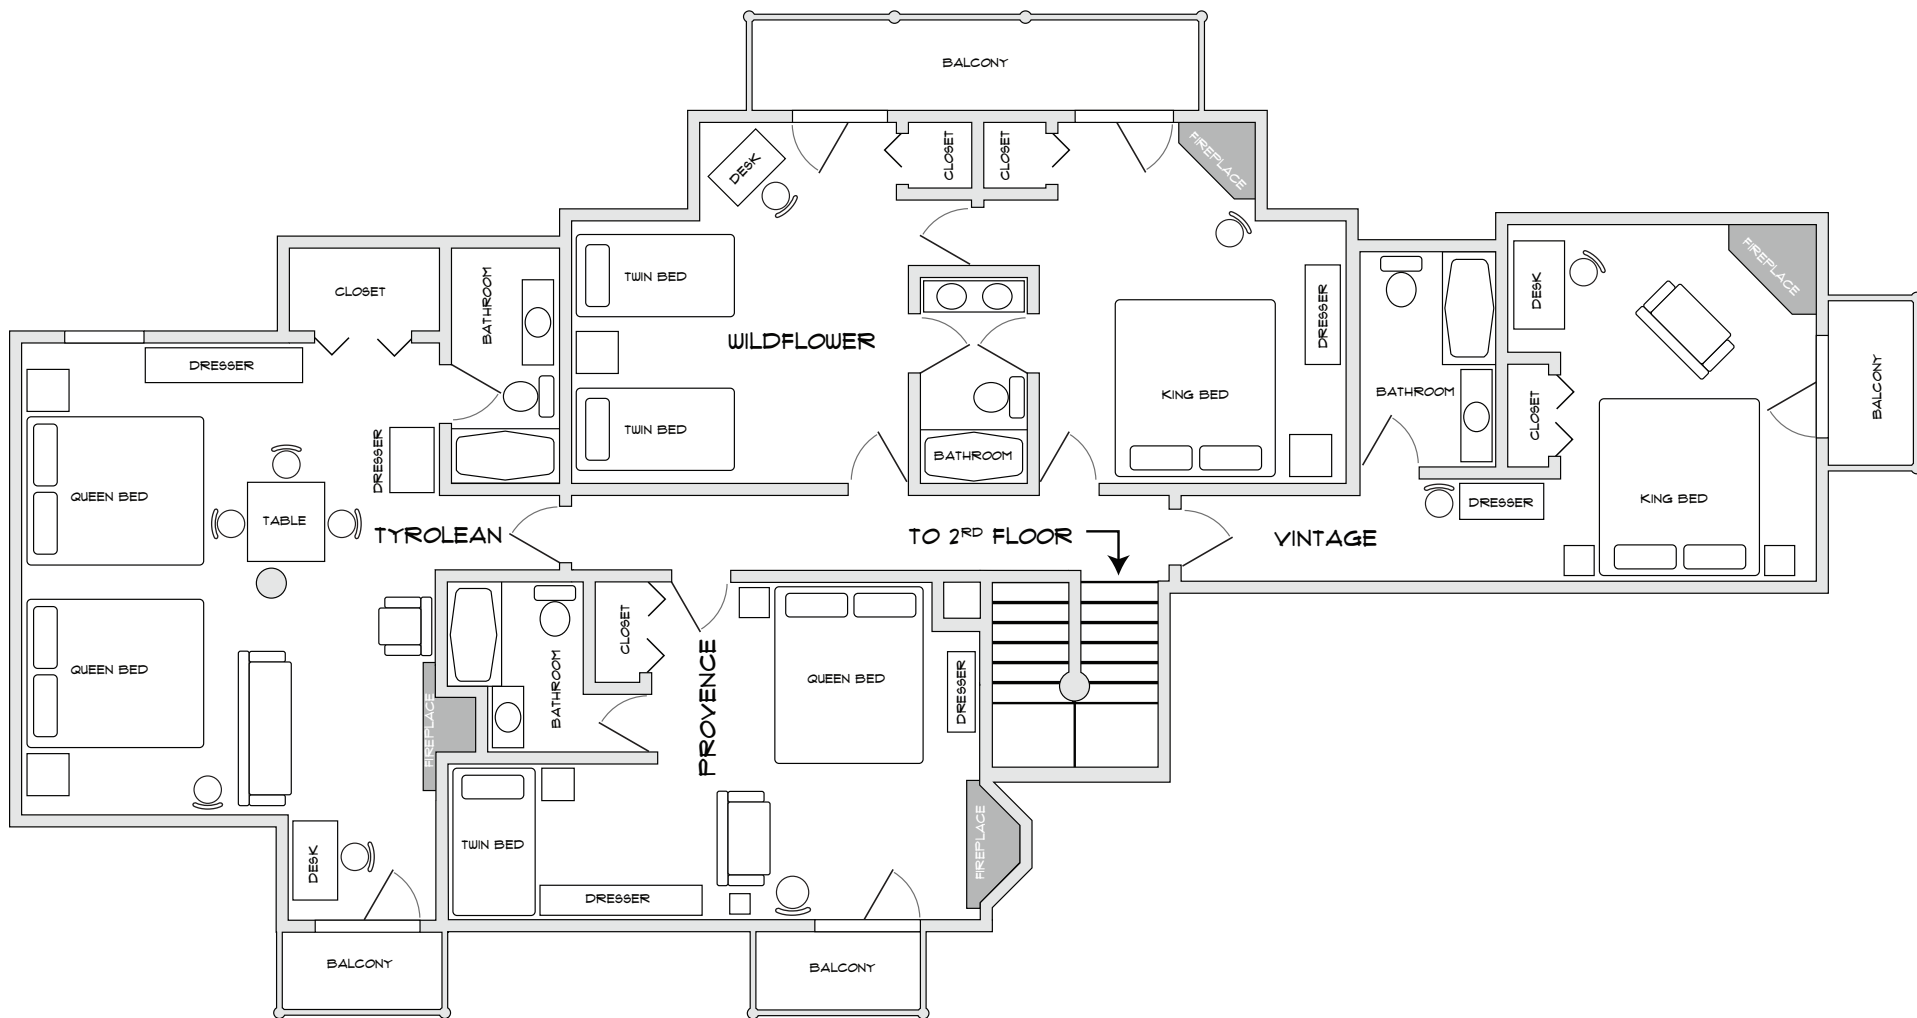 BALCONY
CLOSET
CLOSET
FIREPLACE
DESK
TWIN BED
WILDFLOWER
TWIN BED
KING BED
DRESSER
BATHROOM
CLOSET
BATHROOM
DRESSER
DRESSER
QUEEN BED
TABLE
TYROLEAN
QUEEN BED
FIREPLACE
DESK
BALCONY
BATHROOM
DESK
FIREPLACE
CLOSET
KING BED
DRESSER
BALCONY
VINTAGE
TO 2RD FLOOR
CLOSET
BATHROOM
PROVENCE
QUEEN BED
DRESSER
TWIN BED
DRESSER
FIREPLACE
BALCONY